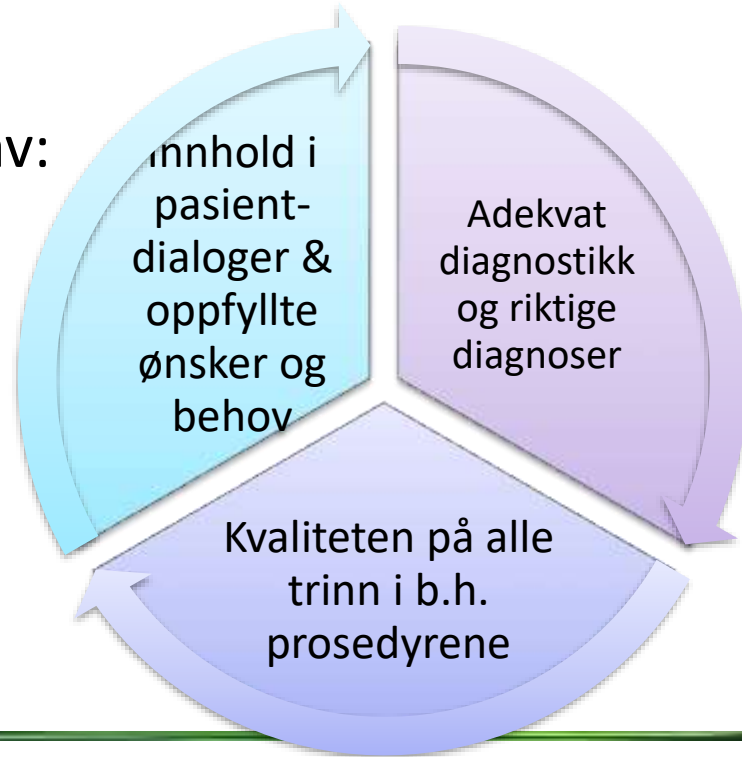 av:
innhold i
pasient-
dialoger &
oppfyllte
ønsker og
behov
Adekvat
diagnostikk
og riktige
diagnoser
Kvaliteten på alle
trinn i b.h.
prosedyrene